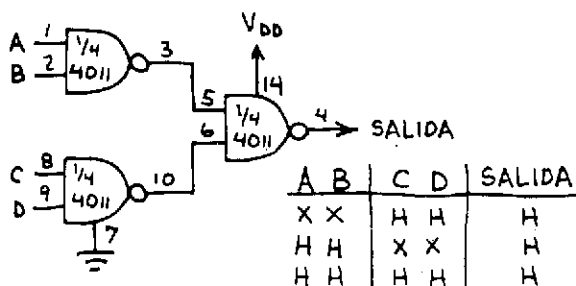 VDD
A 1
1/4
4011
3
B 2
14
5
1/4
4011
6
4
SALIDA
C 8
1/4
4011
10
D 9
7
A B C D SALIDA
X X H H H
H H X X H
H H H H H